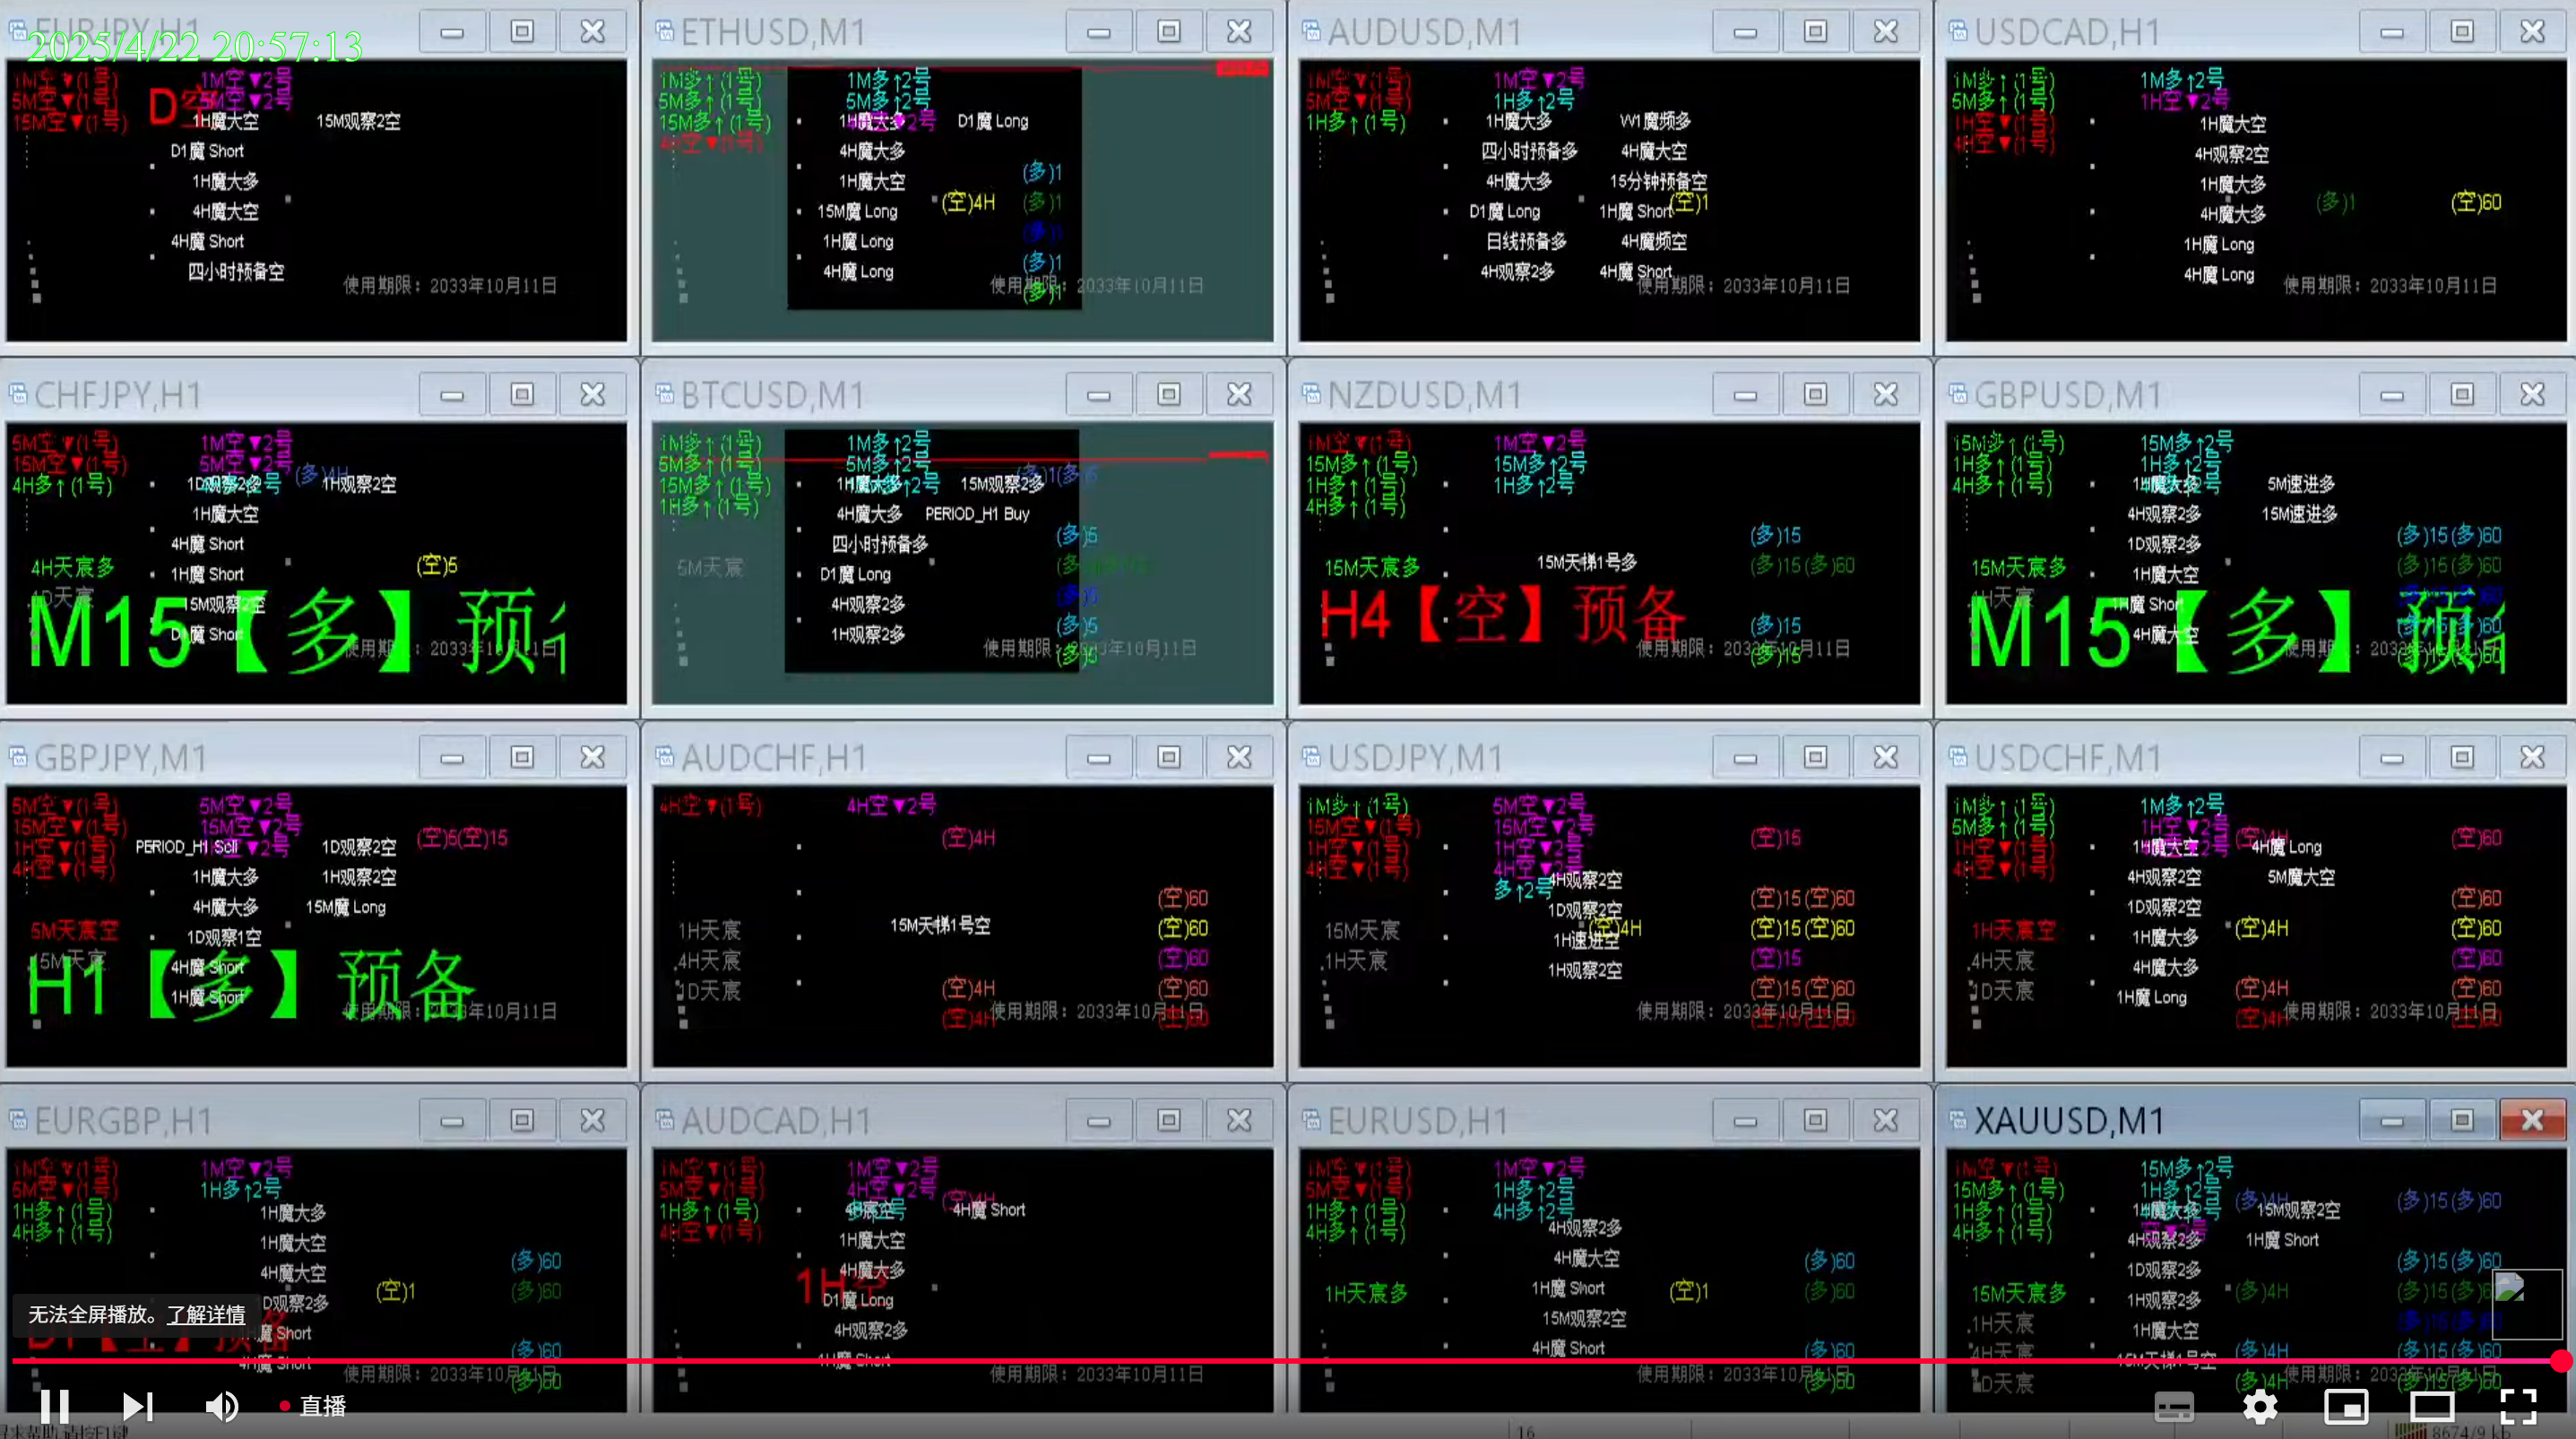 EURJPY,H1
2025/4/22 20:57:13
1M空▼(1号) 1M空▼2号
5M空▼(1号) 5M空▼2号
15M空▼(1号) 1H魔大空 15M观察2空
D1魔 Short
1H魔大多
4H魔大空
4H魔 Short
四小时预备空
使用期限：2033年10月11日
ETHUSD,M1
1M多↑(1号) 1M多↑2号
5M多↑(1号) 5M多↑2号
15M多↑(1号) D1魔 Long
4H空▼(1号) 4H魔大多
(多)1
1H魔大空
15M魔 Long (空)4H (多)1
1H魔 Long (多)1
4H魔 Long (多)1
(多)1
使用期限：2033年10月11日
AUDUSD,M1
1M空▼(1号) 1M空▼2号
5M空▼(1号) 1H多↑2号
1H多↑(1号) 1H魔大多 W1魔频多
四小时预备多 4H魔大空
4H魔大多 15分钟预备空
D1魔 Long 1H魔 Short (空)1
日线预备多 4H魔频空
4H观察2多 4H魔 Short
使用期限：2033年10月11日
USDCAD,H1
1M多↑(1号) 1M多↑2号
5M多↑(1号) 1H空▼2号
1H空▼(1号) 1H魔大空
4H空▼(1号) 4H观察2空
1H魔大多
4H魔大多 (多)1 (空)60
1H魔 Long
4H魔 Long
使用期限：2033年10月11日
CHFJPY,H1
5M空▼(1号) 1M空▼2号
15M空▼(1号) 5M空▼2号
4H多↑(1号) 1D观察2多 (多)4H 1H观察2空
1H魔大空
4H魔 Short
4H天宸多 1H魔 Short (空)5
1D天宸 15M观察2空
D1魔 Short
M15【多】预
使用期限：2033年10月11日
BTCUSD,M1
1M多↑(1号) 1M多↑2号
5M多↑(1号) 5M多↑2号
15M多↑(1号) 1H魔大多 15M观察2多 (多)1(多)5
1H多↑(1号) 4H魔大多 PERIOD_H1 Buy
四小时预备多 (多)5
5M天宸 D1魔 Long
4H观察2多 (多)5
1H观察2多 (多)5
(多)5
使用期限：2033年10月11日
NZDUSD,M1
1M空▼(1号) 1M空▼2号
15M多↑(1号) 15M多↑2号
1H多↑(1号) 1H多↑2号
4H多↑(1号)
(多)15
15M天宸多 15M天梯1号多 (多)15(多)60
H4【空】预备
(多)15
(多)15
使用期限：2033年10月11日
GBPUSD,M1
15M多↑(1号) 15M多↑2号
1H多↑(1号) 1H多↑2号
4H多↑(1号) 1H魔大多 5M速进多
4H观察2多 15M速进多
1D观察2多 (多)15(多)60
15M天宸多 1H魔大空 (多)15(多)60
4H天宸 1H魔 Short
4H魔大空 (多)15(多)60
M15【多】预
使用期限：2033年10月11日
GBPJPY,M1
5M空▼(1号) 5M空▼2号
15M空▼(1号) 15M空▼2号 (空)5(空)15
1H空▼(1号) PERIOD_H1 Sell 1D观察2空
4H空▼(1号) 1H魔大多 1H观察2空
4H魔大多 15M魔 Long
5M天宸空 1D观察1空
15M天宸 4H魔 Short
1H魔 Short
H1【多】预备
使用期限：2033年10月11日
AUDCHF,H1
4H空▼(1号) 4H空▼2号
(空)4H
(空)60
1H天宸 15M天梯1号空 (空)60
4H天宸 (空)60
1D天宸 (空)4H (空)60
(空)4H (空)60
使用期限：2033年10月11日
USDJPY,M1
1M多↑(1号) 5M空▼2号
15M空▼(1号) 15M空▼2号 (空)15
1H空▼(1号) 1H空▼2号
4H空▼(1号) 4H空▼2号
4H观察2空
多↑2号
1D观察2空 (空)15(空)60
15M天宸 (空)4H (空)15(空)60
1H天宸 1H速进空 (空)15
1H观察2空 (空)15(空)60
(空)15(空)60
使用期限：2033年10月11日
USDCHF,M1
1M多↑(1号) 1M多↑2号
5M多↑(1号) 1H空▼2号 (空)4H (空)60
1H空▼(1号) 1H魔大空 4H魔 Long
4H空▼(1号) 4H观察2空 5M魔大空
1D观察2空 (空)60
1H天宸空 1H魔大多 (空)4H (空)60
4H天宸 4H魔大多 (空)60
1D天宸 1H魔 Long (空)4H (空)60
(空)4H (空)60
使用期限：2033年10月11日
EURGBP,H1
1M空▼(1号) 1M空▼2号
5M空▼(1号) 1H多↑2号
1H多↑(1号) 1H魔大多
4H多↑(1号) 1H魔大空
4H魔大空 (多)60
D观察2多 (空)1 (多)60
魔 Short
(多)60
4H魔 Short
(多)60
使用期限：2033年10月11日
AUDCAD,H1
1M空▼(1号) 1M空▼2号
5M空▼(1号) 4H空▼2号 (空)4H
1H多↑(1号) 4H魔 Short
4H空▼(1号) 1H魔大空
4H魔大多
1H空
D1魔 Long
4H观察2多
1H魔 Short
使用期限：2033年10月11日
EURUSD,H1
1M空▼(1号) 1M空▼2号
5M空▼(1号) 1H多↑2号
1H多↑(1号) 4H多↑2号
4H多↑(1号) 4H观察2多
4H魔大空 (多)60
1H天宸多 1H魔 Short (空)1 (多)60
15M观察2空
4H魔 Short (多)60
(多)60
使用期限：2033年10月11日
XAUUSD,M1
1M空▼(1号) 15M多↑2号
15M多↑(1号) 1H多↑2号 (多)4H (多)15(多)60
1H多↑(1号) 1H魔大多 15M观察2空
4H多↑(1号) 4H观察2多 1H魔 Short
1D观察2多 (多)15(多)60
15M天宸多 1H观察2多 (多)4H (多)15(多)6
1H天宸 1H魔大空
4H天宸 15M天梯1号空 (多)4H (多)15(多)60
1D天宸 (多)4H (多)15(多)60
使用期限：2033年10月11日
无法全屏播放。了解详情
直播
16
8674/9 kb